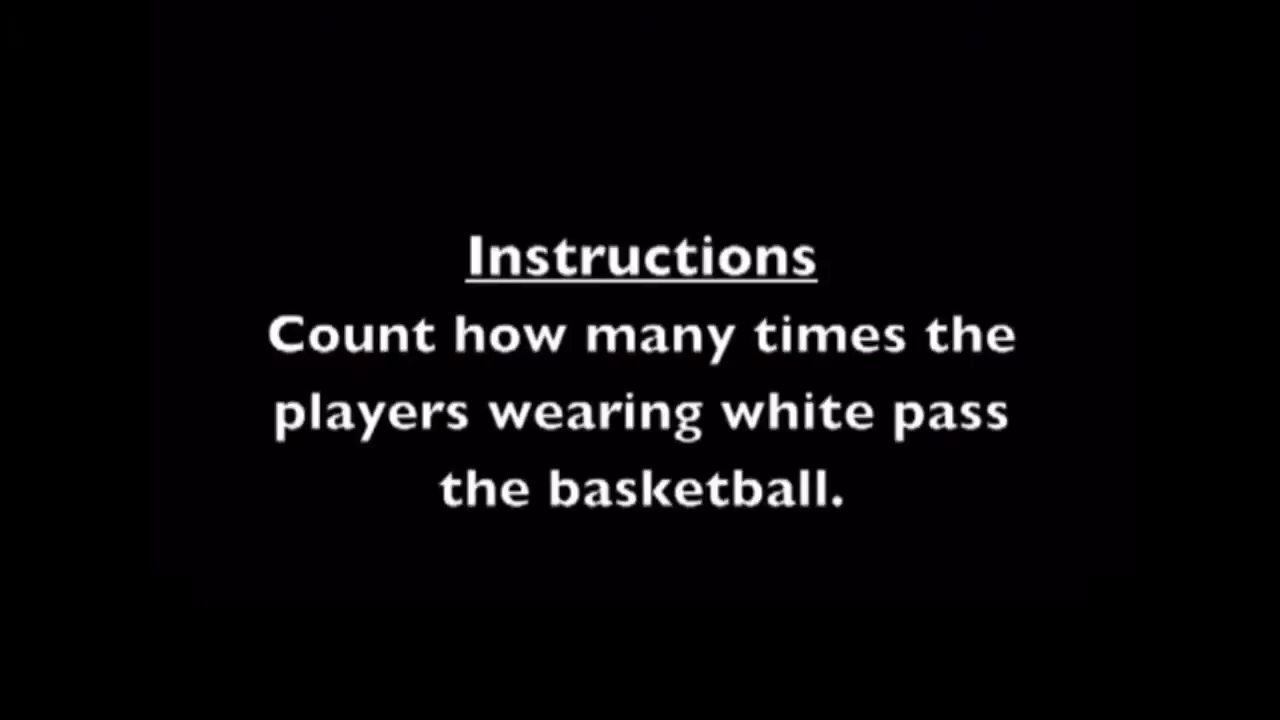 Instructions
Count how many times the
players wearing white pass
the basketball.